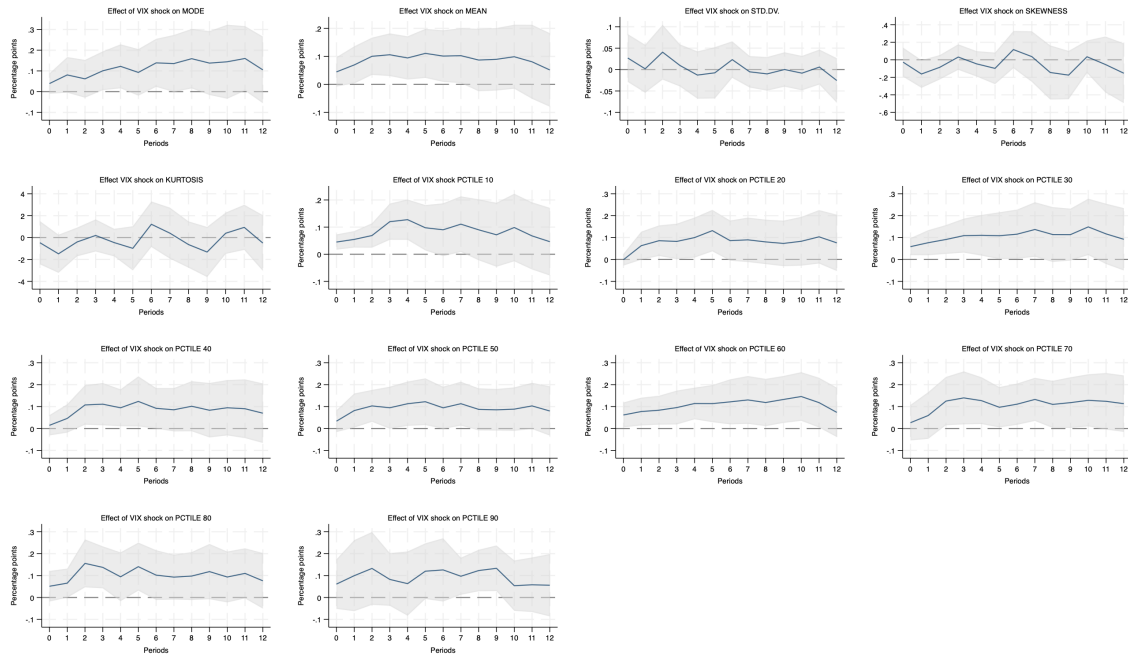 Effect of VIX shock on MODE
Percentage points
.3
.2
.1
0
-.1
0 1 2 3 4 5 6 7 8 9 10 11 12
Periods
Effect of VIX shock on MEAN
Percentage points
.2
.1
0
-.1
0 1 2 3 4 5 6 7 8 9 10 11 12
Periods
Effect of VIX shock on STD.DV.
Percentage points
.1
.05
0
-.05
-.1
0 1 2 3 4 5 6 7 8 9 10 11 12
Periods
Effect of VIX shock on SKEWNESS
Percentage points
.4
.2
0
-.2
-.4
-.6
0 1 2 3 4 5 6 7 8 9 10 11 12
Periods
Effect VIX shock on KURTOSIS
Percentage points
4
2
0
-2
-4
0 1 2 3 4 5 6 7 8 9 10 11 12
Periods
Effect of VIX shock PCTILE 10
Percentage points
.2
.1
0
-.1
0 1 2 3 4 5 6 7 8 9 10 11 12
Periods
Effect of VIX shock on PCTILE 20
Percentage points
.3
.2
.1
0
-.1
0 1 2 3 4 5 6 7 8 9 10 11 12
Periods
Effect of VIX shock on PCTILE 30
Percentage points
.3
.2
.1
0
-.1
0 1 2 3 4 5 6 7 8 9 10 11 12
Periods
Effect of VIX shock on PCTILE 40
Percentage points
.3
.2
.1
0
-.1
0 1 2 3 4 5 6 7 8 9 10 11 12
Periods
Effect of VIX shock on PCTILE 50
Percentage points
.3
.2
.1
0
-.1
0 1 2 3 4 5 6 7 8 9 10 11 12
Periods
Effect of VIX shock on PCTILE 60
Percentage points
.3
.2
.1
0
-.1
0 1 2 3 4 5 6 7 8 9 10 11 12
Periods
Effect of VIX shock on PCTILE 70
Percentage points
.3
.2
.1
0
-.1
0 1 2 3 4 5 6 7 8 9 10 11 12
Periods
Effect of VIX shock on PCTILE 80
Percentage points
.3
.2
.1
0
-.1
0 1 2 3 4 5 6 7 8 9 10 11 12
Periods
Effect of VIX shock on PCTILE 90
Percentage points
.3
.2
.1
0
-.1
0 1 2 3 4 5 6 7 8 9 10 11 12
Periods